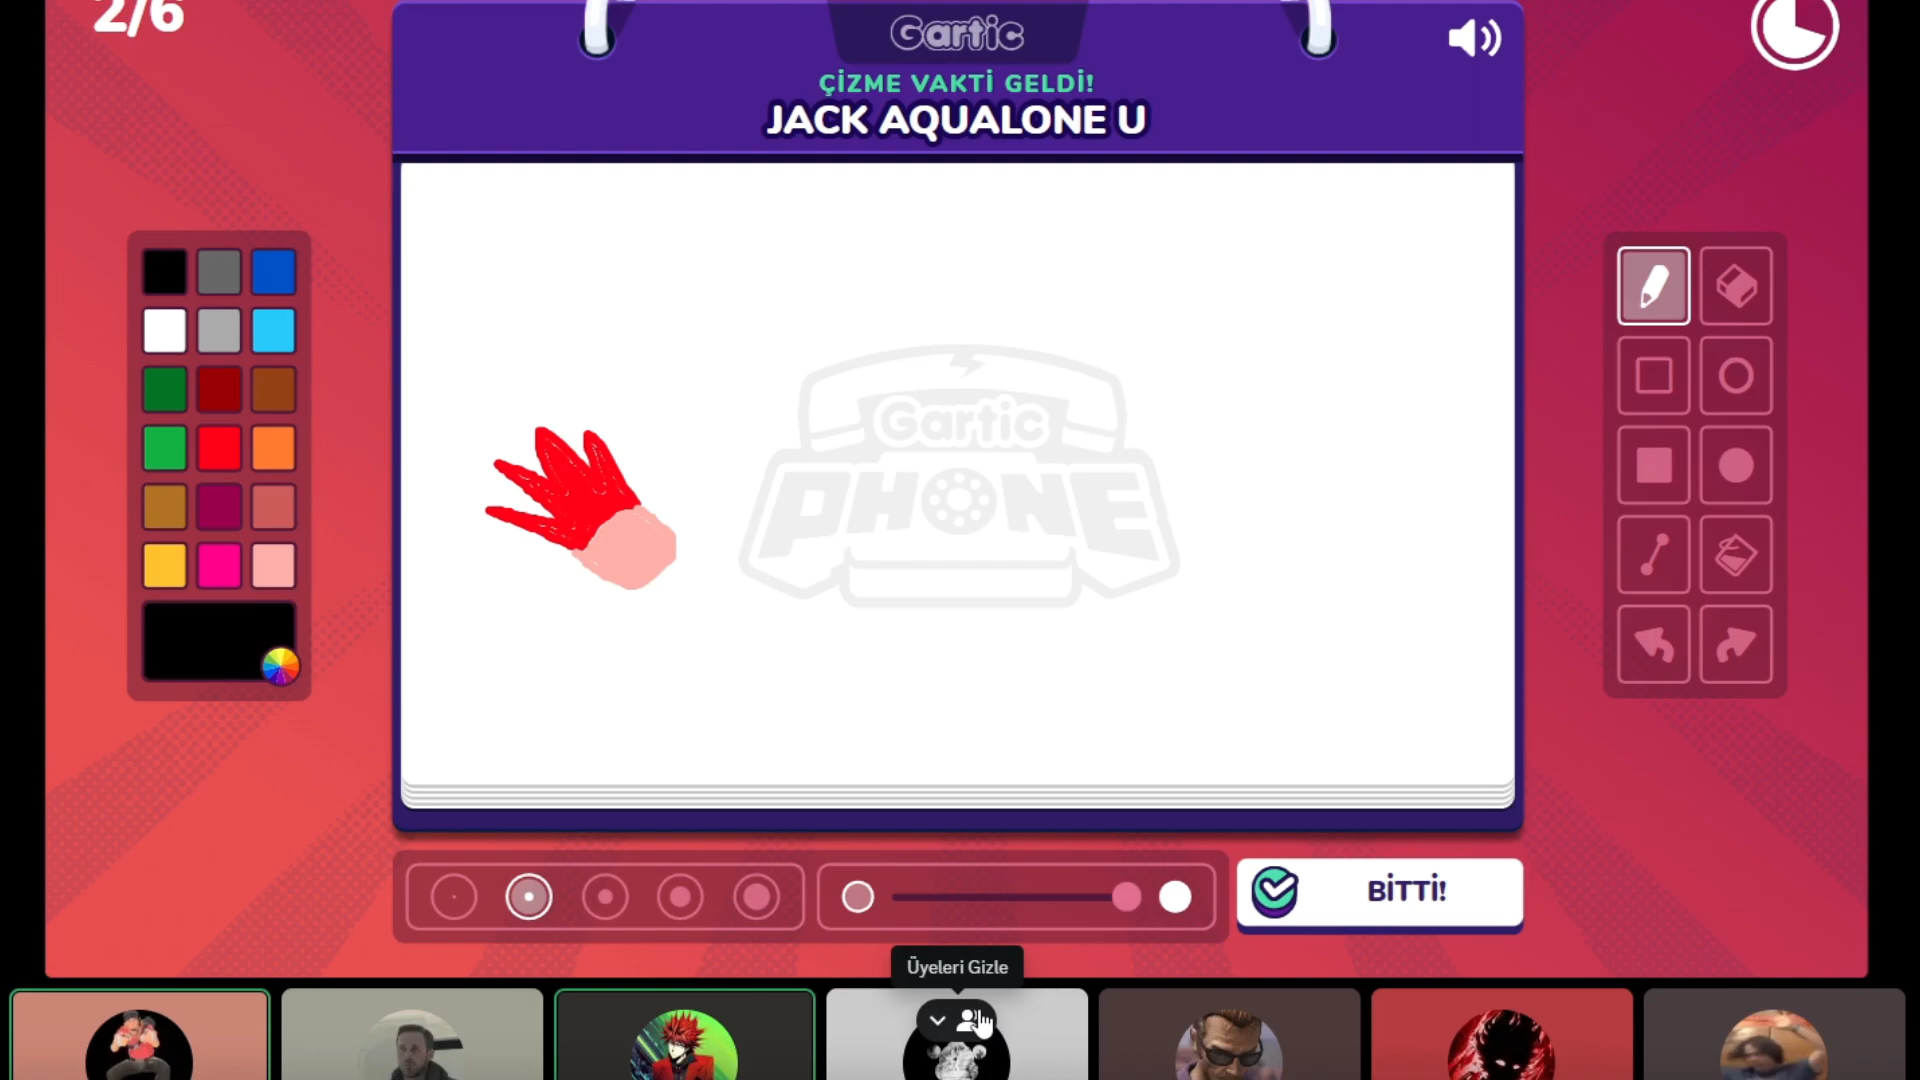 2/6
Gartic
ÇİZME VAKTİ GELDİ!
JACK AQUALONE U
Gartic
PHONE
BİTTİ!
Üyeleri Gizle